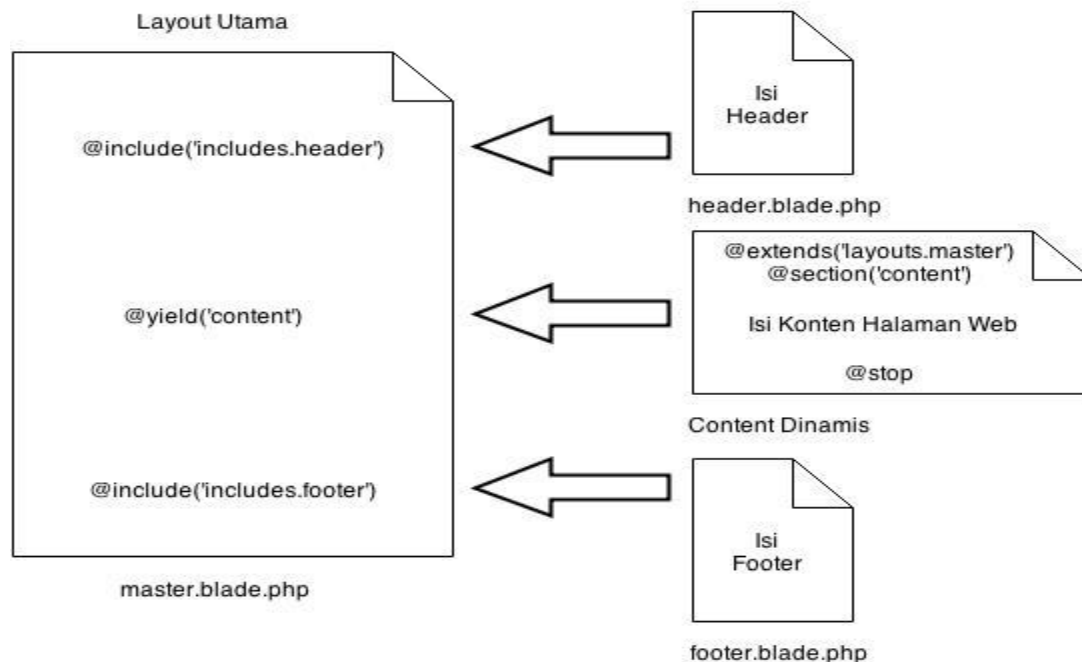 Layout Utama
@include('includes.header')
@yield('content')
@include('includes.footer')
master.blade.php
Isi
Header
header.blade.php
@extends('layouts.master')
@section('content')
Isi Konten Halaman Web
@stop
Content Dinamis
Isi
Footer
footer.blade.php